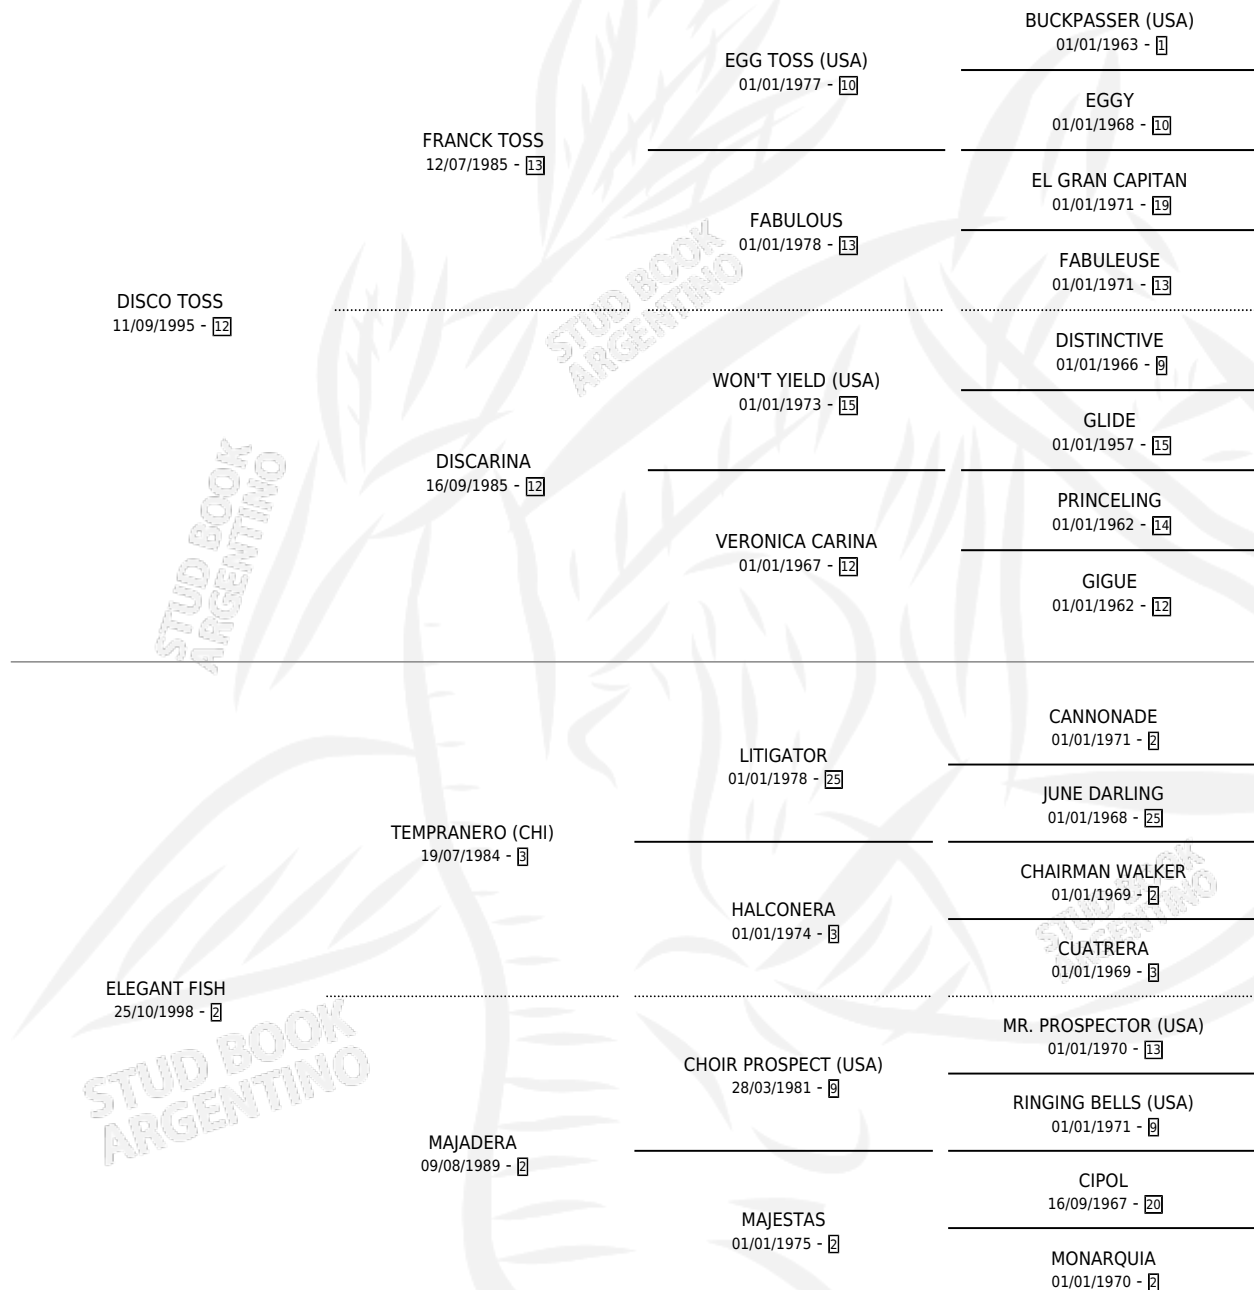 BUCKPASSER (USA)
01/01/1963 - 1
EGG TOSS (USA)
01/01/1977 - 10
EGGY
01/01/1968 - 10
FRANCK TOSS
12/07/1985 - 13
EL GRAN CAPITAN
01/01/1971 - 19
FABULOUS
01/01/1978 - 13
FABULEUSE
01/01/1971 - 13
DISCO TOSS
11/09/1995 - 12
DISTINCTIVE
01/01/1966 - 9
WON'T YIELD (USA)
01/01/1973 - 15
GLIDE
01/01/1957 - 15
DISCARINA
16/09/1985 - 12
PRINCELING
01/01/1962 - 14
VERONICA CARINA
01/01/1967 - 12
GIGUE
01/01/1962 - 12
CANNONADE
01/01/1971 - 2
LITIGATOR
01/01/1978 - 25
JUNE DARLING
01/01/1968 - 25
TEMPRANERO (CHI)
19/07/1984 - 3
CHAIRMAN WALKER
01/01/1969 - 2
HALCONERA
01/01/1974 - 3
CUATRERA
01/01/1969 - 3
ELEGANT FISH
25/10/1998 - 2
MR. PROSPECTOR (USA)
01/01/1970 - 13
CHOIR PROSPECT (USA)
28/03/1981 - 9
RINGING BELLS (USA)
01/01/1971 - 9
MAJADERA
09/08/1989 - 2
CIPOL
16/09/1967 - 20
MAJESTAS
01/01/1975 - 2
MONARQUIA
01/01/1970 - 2
STUD BOOK
ARGENTINO
STUD BOOK
ARGENTINO
STUD BOOK
ARGENTINO
STUD BOOK
ARGENTINO